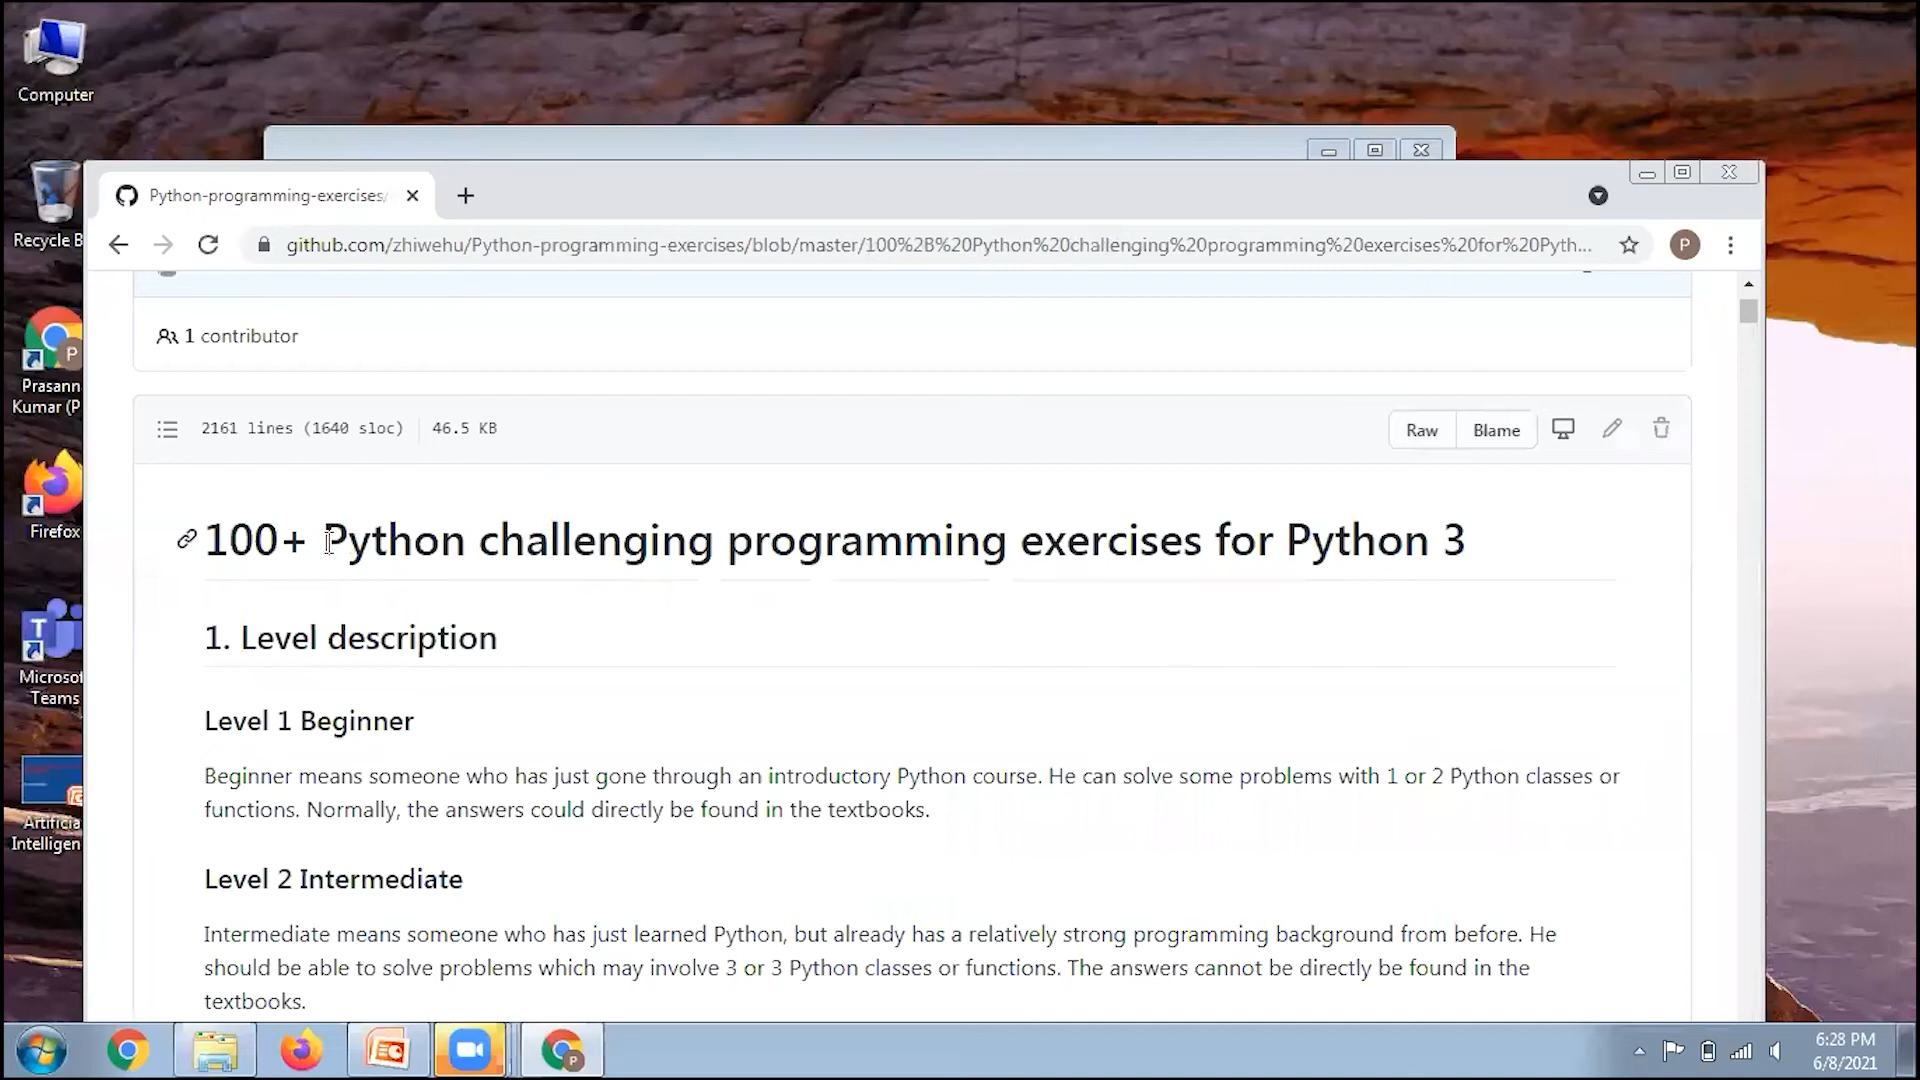 Computer
Recycle B
Prasann
Kumar (P
Firefox
Microsof
Teams
Artificia
Intelligen
Python-programming-exercises/
github.com/zhiwehu/Python-programming-exercises/blob/master/100%2B%20Python%20challenging%20programming%20exercises%20for%20Pyth...
P
1 contributor
2161 lines (1640 sloc) 46.5 KB
Raw Blame
100+ Python challenging programming exercises for Python 3
1. Level description
Level 1 Beginner
Beginner means someone who has just gone through an introductory Python course. He can solve some problems with 1 or 2 Python classes or
functions. Normally, the answers could directly be found in the textbooks.
Level 2 Intermediate
Intermediate means someone who has just learned Python, but already has a relatively strong programming background from before. He
should be able to solve problems which may involve 3 or 3 Python classes or functions. The answers cannot be directly be found in the
textbooks.
6:28 PM
6/8/2021